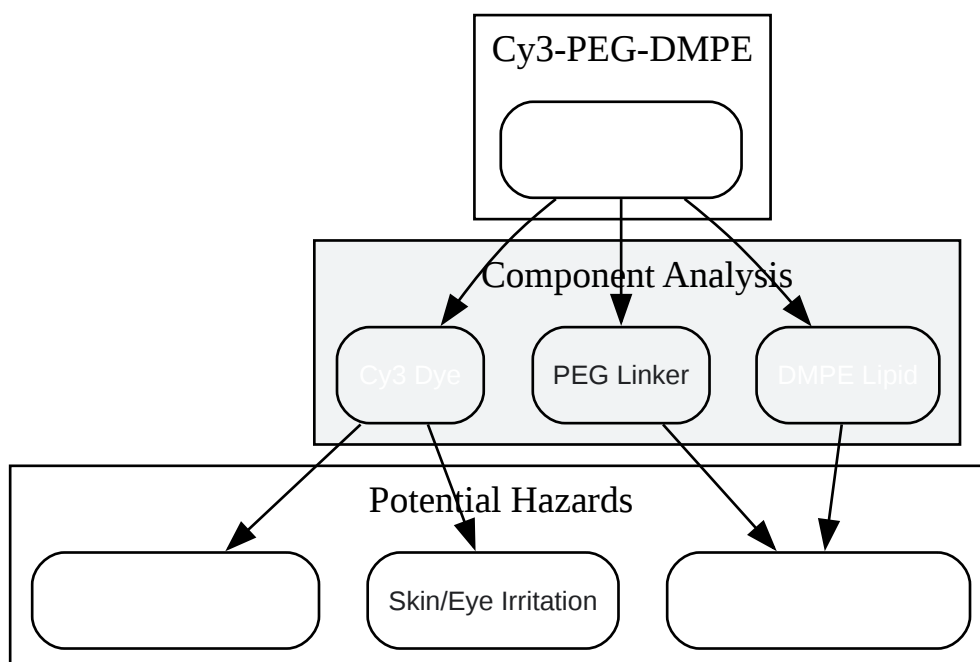 Cy3-PEG-DMPE
Component Analysis
Cy3 Dye
PEG Linker
DMPE Lipid
Potential Hazards
Skin/Eye Irritation